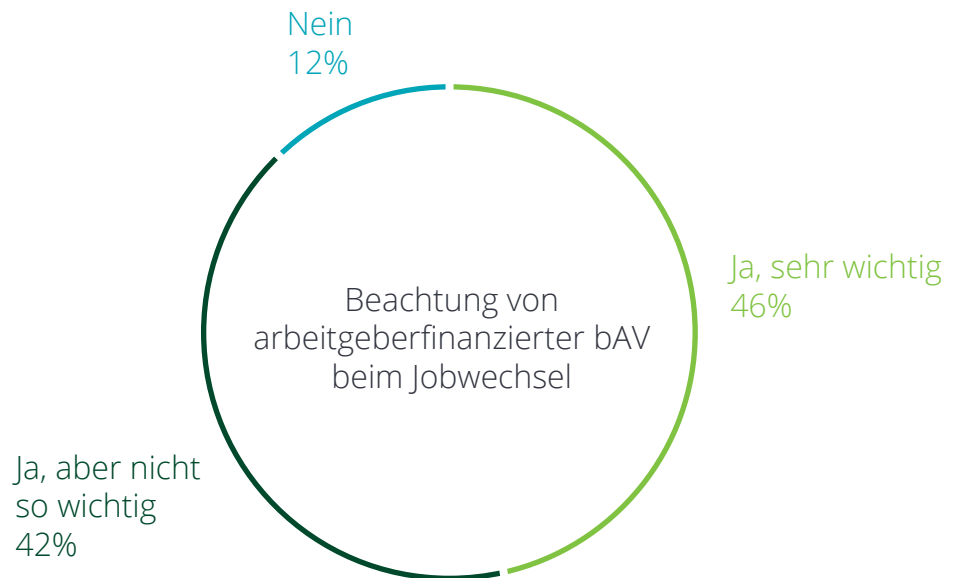 Nein
12%
Ja, sehr wichtig
46%
Beachtung von
arbeitgeberfinanzierter bAV
beim Jobwechsel
Ja, aber nicht
so wichtig
42%